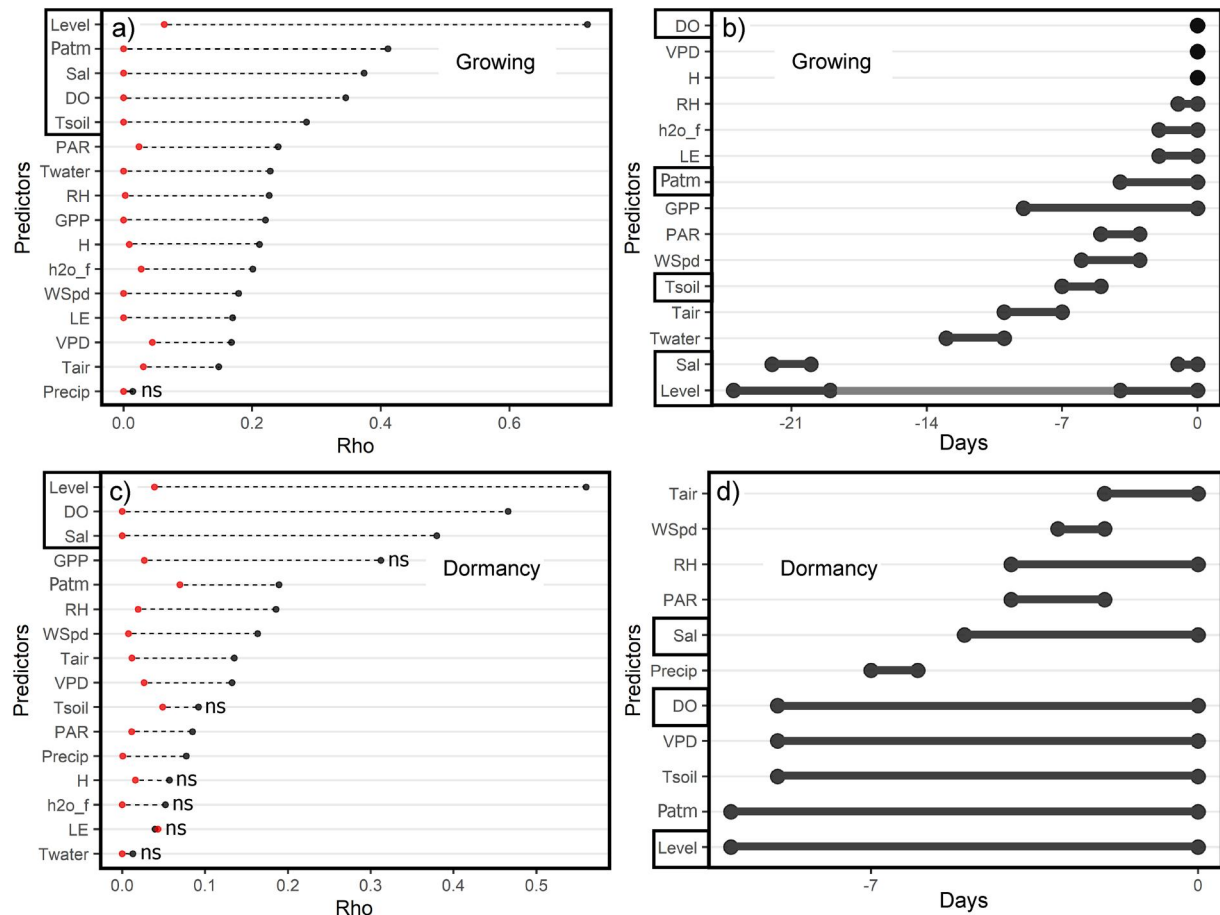 a)
Growing
Predictors
Level
Patm
Sal
DO
Tsoil
PAR
Twater
RH
GPP
H
h2o_f
WSpd
LE
VPD
Tair
Precip
ns
0.0 0.2 0.4 0.6
Rho
b)
Growing
Predictors
DO
VPD
H
RH
h2o_f
LE
Patm
GPP
PAR
WSpd
Tsoil
Tair
Twater
Sal
Level
-21 -14 -7 0
Days
c)
Dormancy
Predictors
Level
DO
Sal
GPP ns
Patm
RH
WSpd
Tair
VPD
Tsoil ns
PAR
Precip
H ns
h2o_f ns
LE ns
Twater ns
0.0 0.1 0.2 0.3 0.4 0.5
Rho
d)
Dormancy
Predictors
Tair
WSpd
RH
PAR
Sal
Precip
DO
VPD
Tsoil
Patm
Level
-7 0
Days